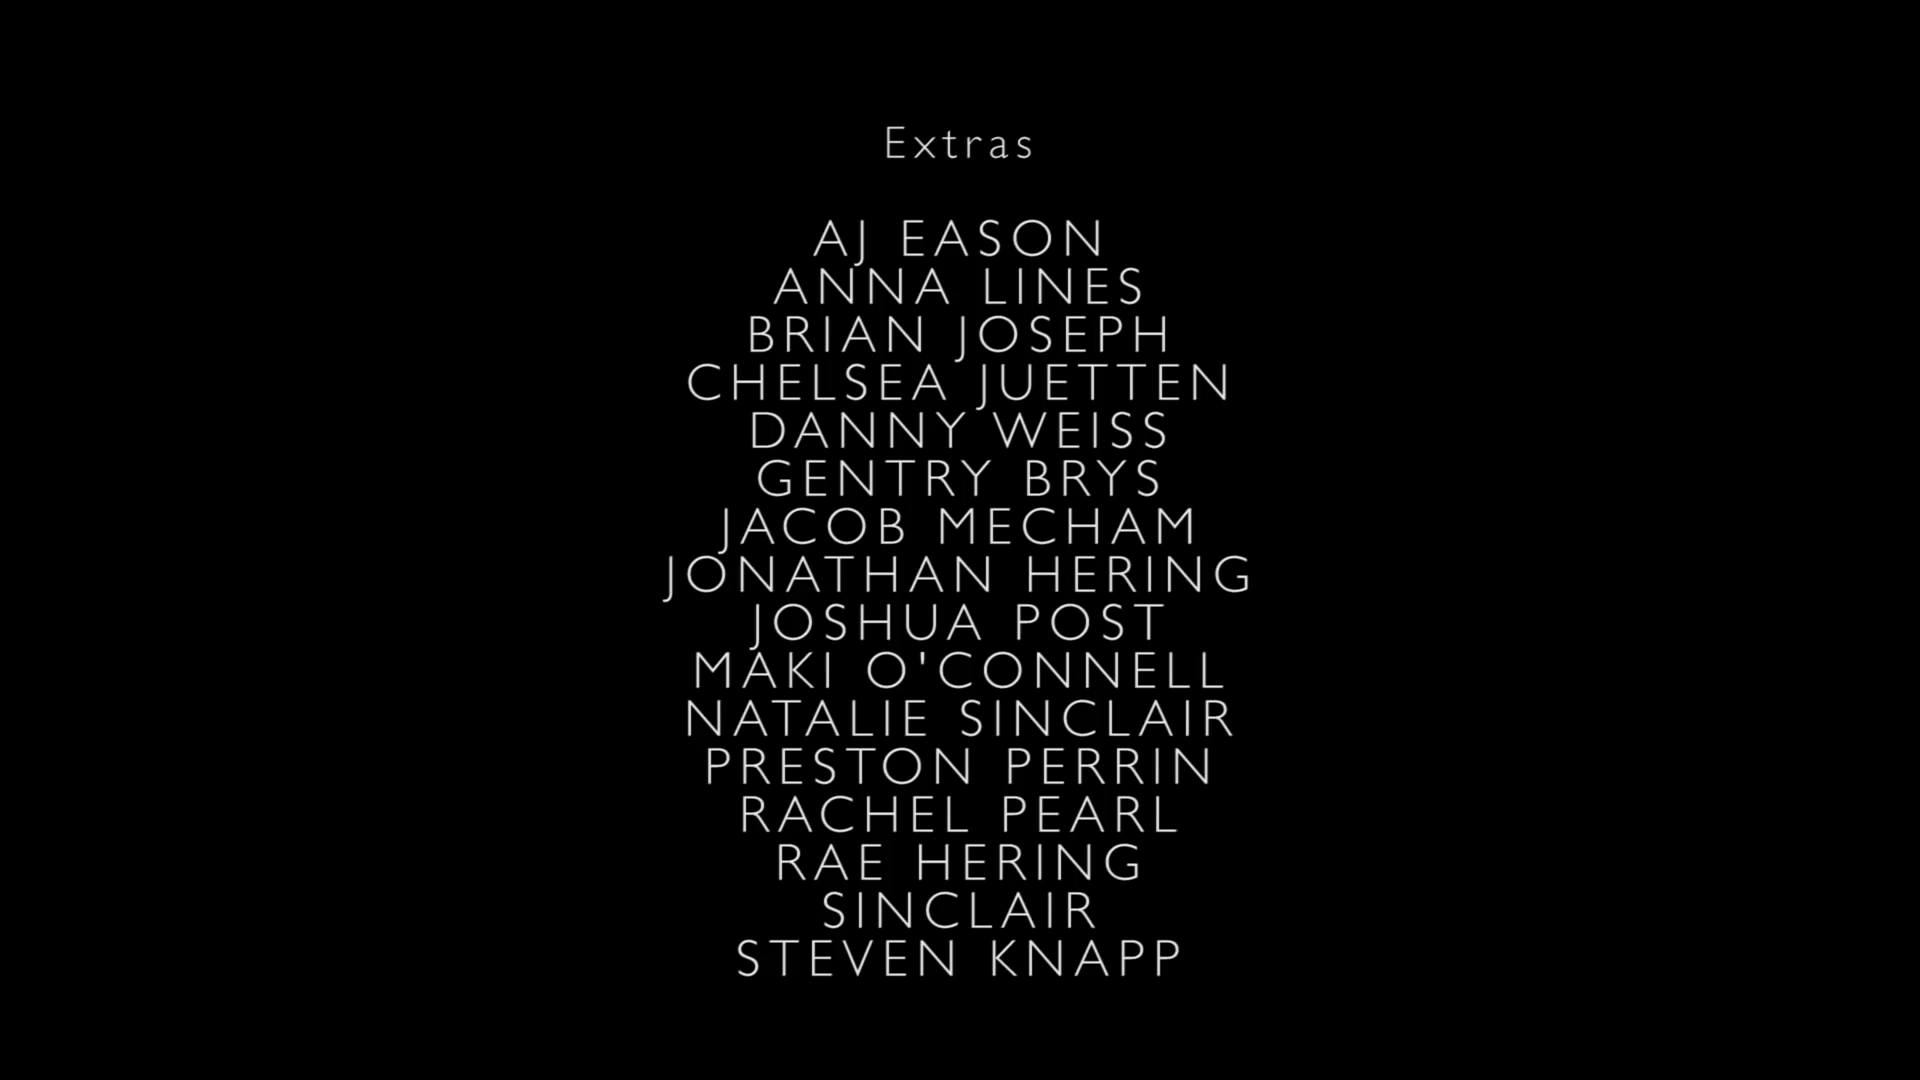 Extras
AJ EASON
ANNA LINES
BRIAN JOSEPH
CHELSEA JUETTEN
DANNY WEISS
GENTRY BRYS
JACOB MECHAM
JONATHAN HERING
JOSHUA POST
MAKI O'CONNELL
NATALIE SINCLAIR
PRESTON PERRIN
RACHEL PEARL
RAE HERING
SINCLAIR
STEVEN KNAPP